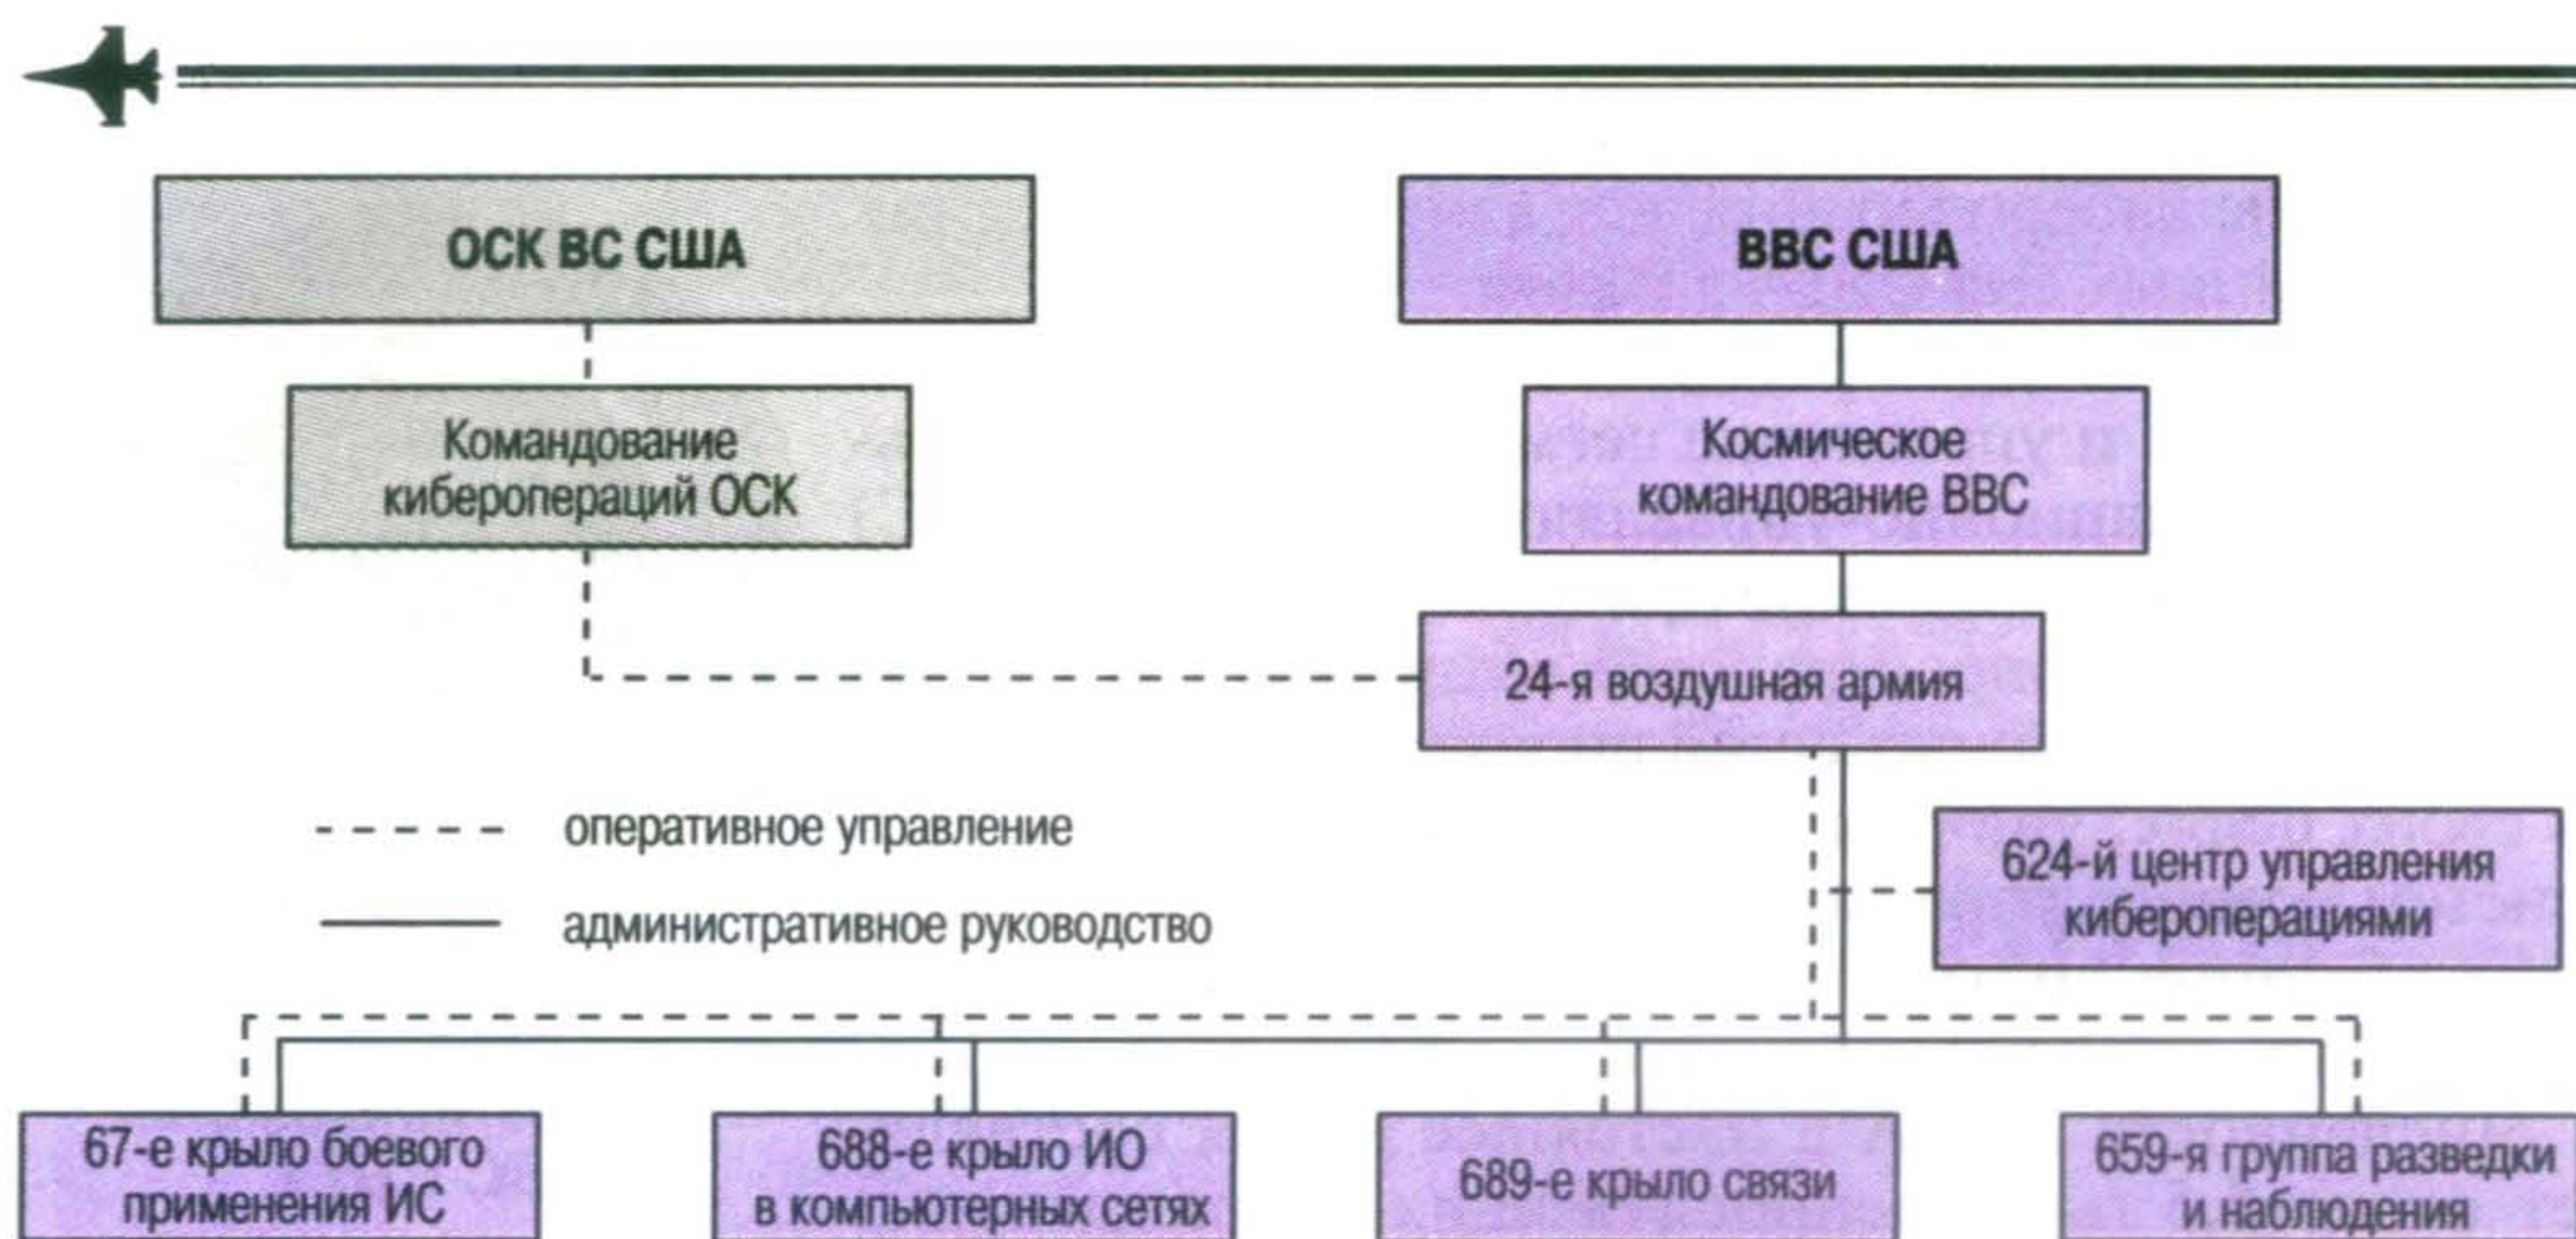 ОСК ВС США
ВВС США
Командование
киберопераций ОСК
Космическое
командование ВВС
24-я воздушная армия
оперативное управление
административное руководство
624-й центр управления
кибероперациями
67-е крыло боевого
применения ИС
688-е крыло ИО
в компьютерных сетях
689-е крыло связи
659-я группа разведки
и наблюдения